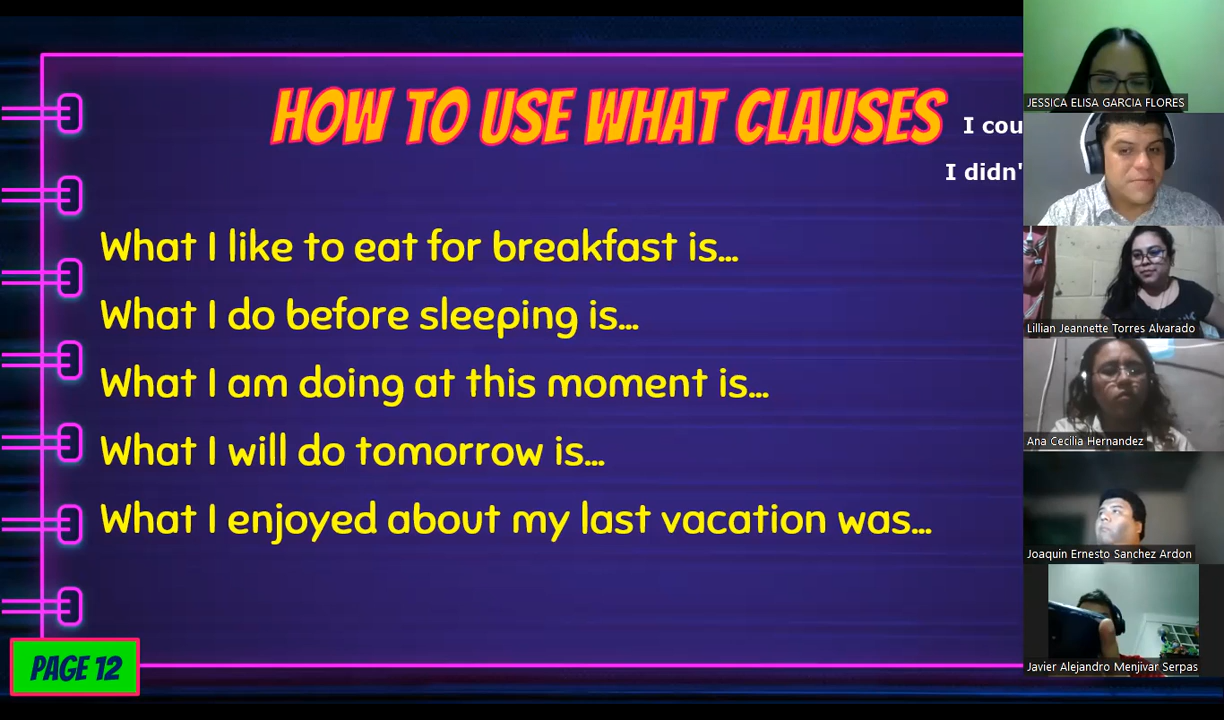 HOW TO USE WHAT CLAUSES
I cou
I didn'
What I like to eat for breakfast is...
What I do before sleeping is...
What I am doing at this moment is...
What I will do tomorrow is...
What I enjoyed about my last vacation was...
PAGE 12
JESSICA ELISA GARCIA FLORES
Lillian Jeannette Torres Alvarado
Ana Cecilia Hernandez
Joaquin Ernesto Sanchez Ardon
Javier Alejandro Menjivar Serpas